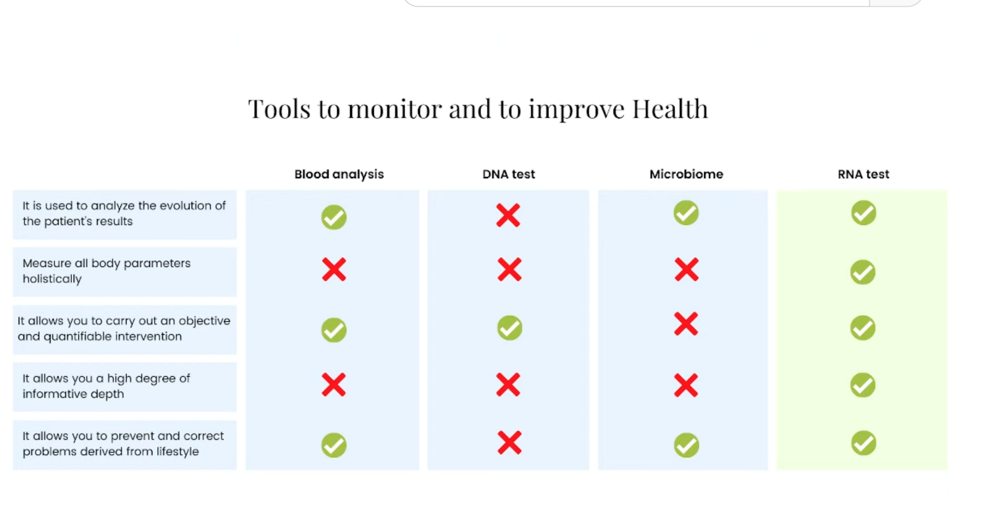 Tools to monitor and to improve Health
Blood analysis
DNA test
Microbiome
RNA test
It is used to analyze the evolution of
the patient's results
Measure all body parameters
holistically
It allows you to carry out an objective
and quantifiable intervention
It allows you a high degree of
informative depth
It allows you to prevent and correct
problems derived from lifestyle